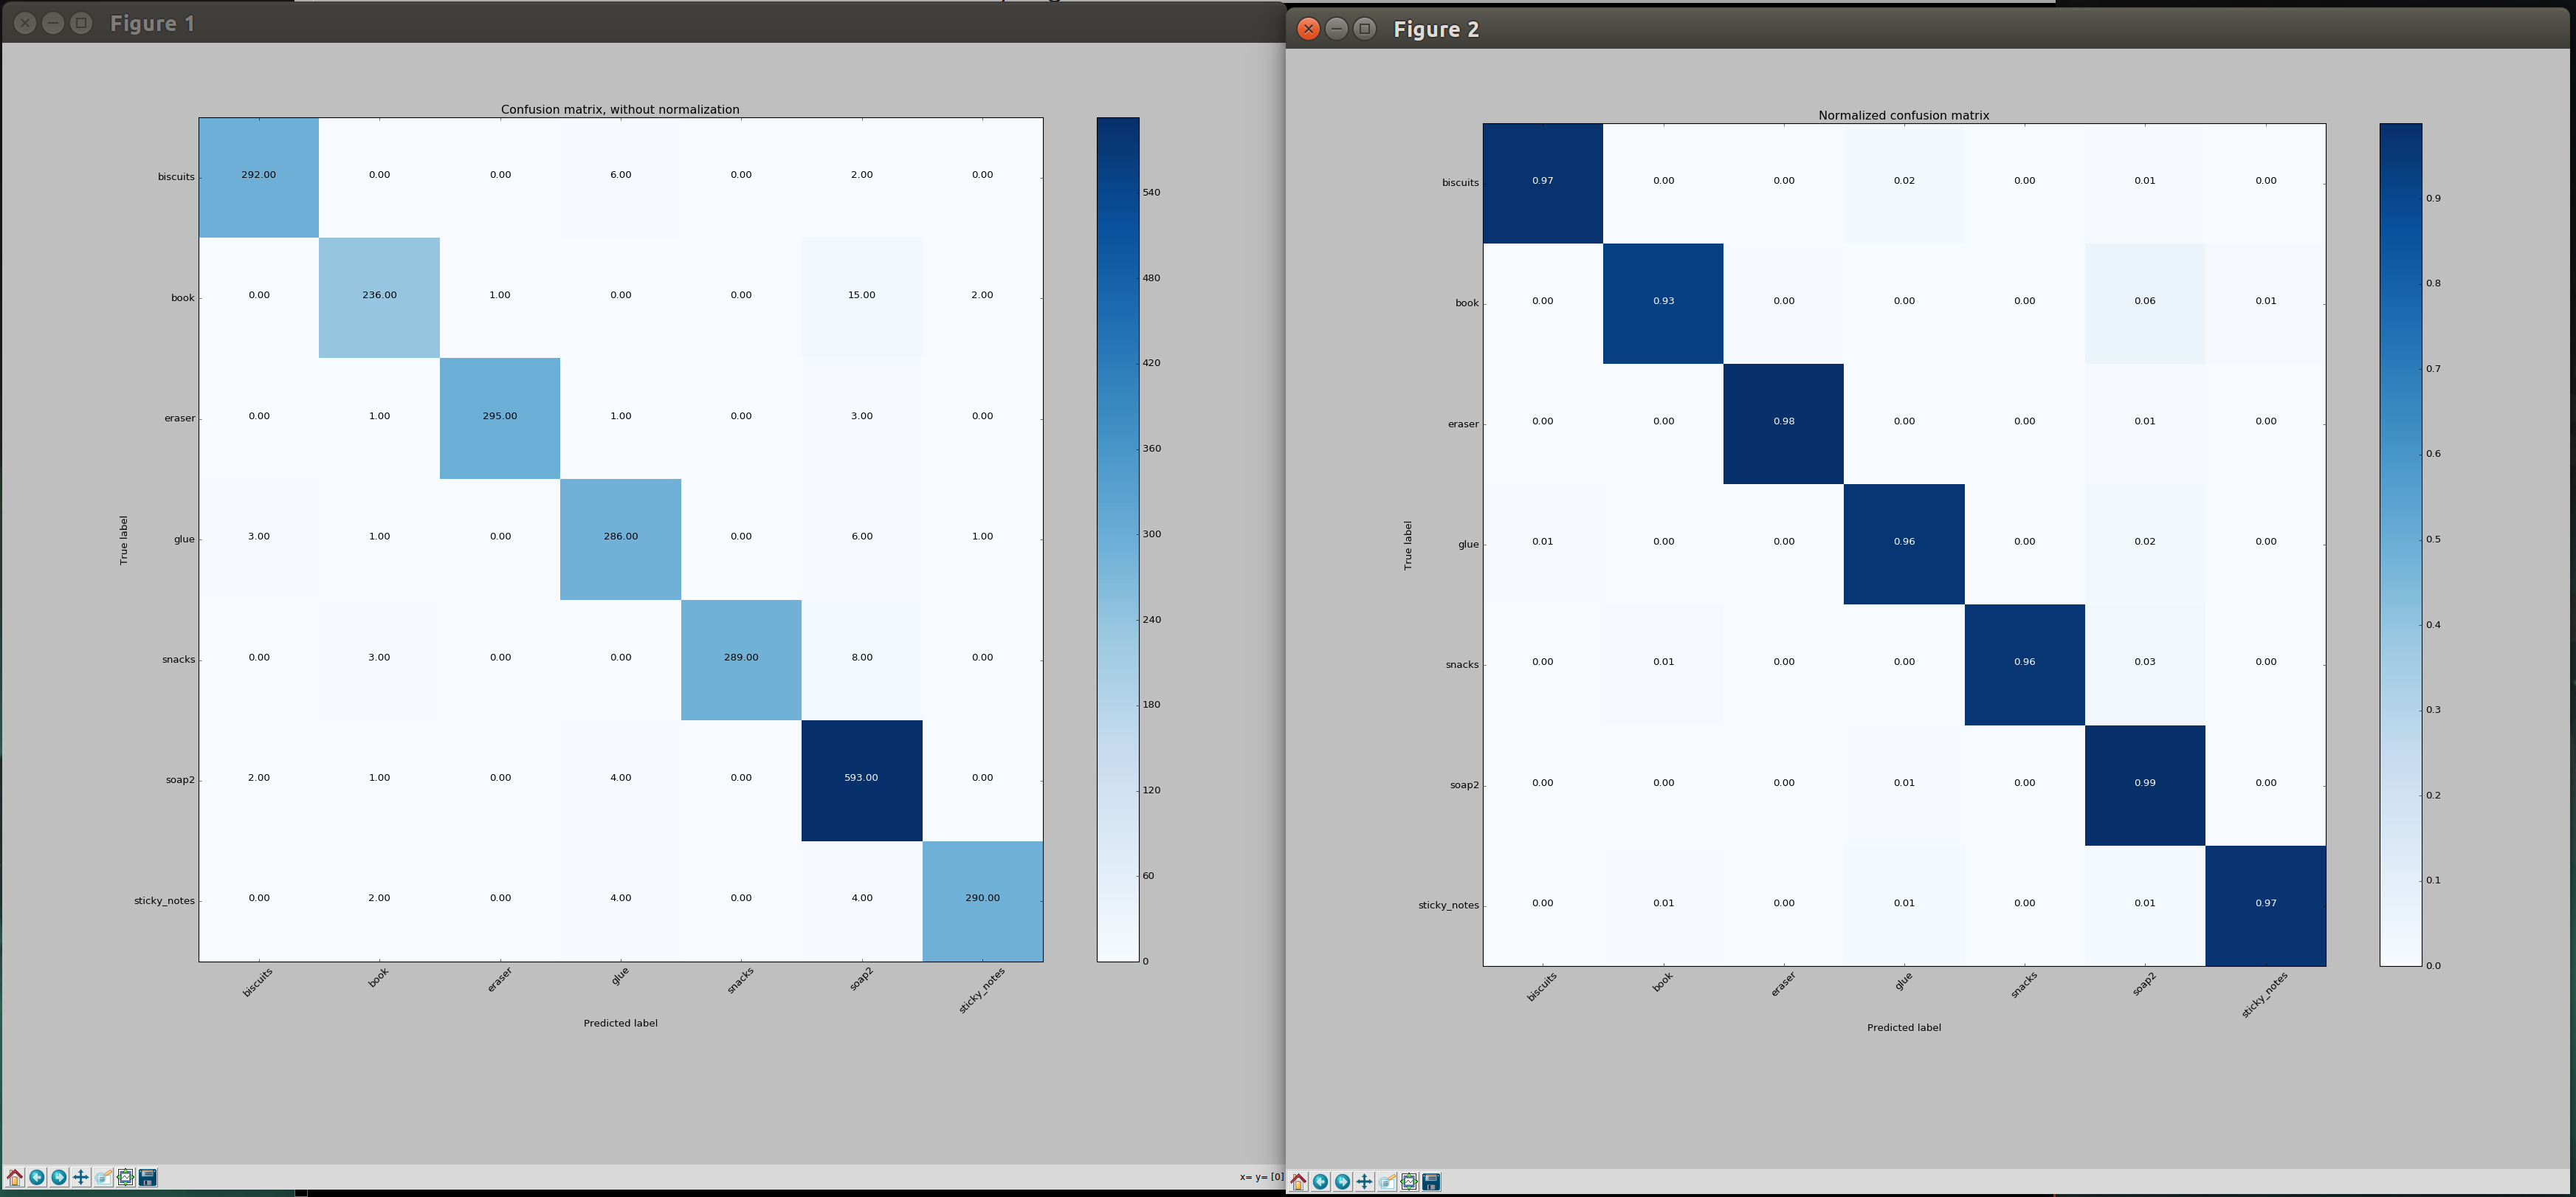 Figure 1
Confusion matrix, without normalization
biscuits 292.00 0.00 0.00 6.00 0.00 2.00 0.00
book 0.00 236.00 1.00 0.00 0.00 15.00 2.00
eraser 0.00 1.00 295.00 1.00 0.00 3.00 0.00
glue 3.00 1.00 0.00 286.00 0.00 6.00 1.00
snacks 0.00 3.00 0.00 0.00 289.00 8.00 0.00
soap2 2.00 1.00 0.00 4.00 0.00 593.00 0.00
sticky_notes 0.00 2.00 0.00 4.00 0.00 4.00 290.00
True label
biscuits book eraser glue snacks soap2 sticky_notes
Predicted label
540
480
420
360
300
240
180
120
60
0
x= y= [0]
Figure 2
Normalized confusion matrix
biscuits 0.97 0.00 0.00 0.02 0.00 0.01 0.00
book 0.00 0.93 0.00 0.00 0.00 0.06 0.01
eraser 0.00 0.00 0.98 0.00 0.00 0.01 0.00
glue 0.01 0.00 0.00 0.96 0.00 0.02 0.00
snacks 0.00 0.01 0.00 0.00 0.96 0.03 0.00
soap2 0.00 0.00 0.00 0.01 0.00 0.99 0.00
sticky_notes 0.00 0.01 0.00 0.01 0.00 0.01 0.97
True label
biscuits book eraser glue snacks soap2 sticky_notes
Predicted label
0.9
0.8
0.7
0.6
0.5
0.4
0.3
0.2
0.1
0.0